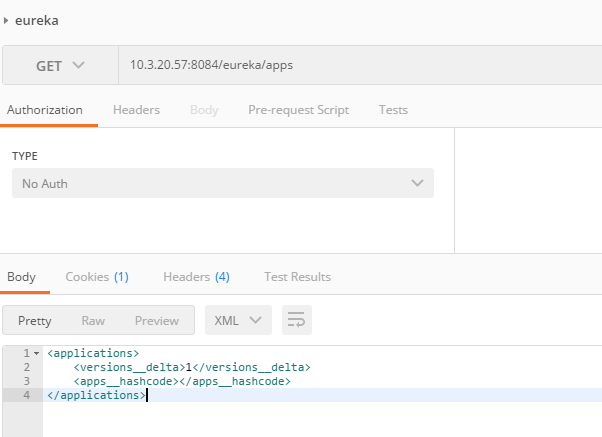 eureka
GET 10.3.20.57:8084/eureka/apps
Authorization Headers Body Pre-request Script Tests
TYPE
No Auth
Body Cookies (1) Headers (4) Test Results
Pretty Raw Preview XML
1 <applications>
2 <versions__delta>1</versions__delta>
3 <apps__hashcode></apps__hashcode>
4 </applications>